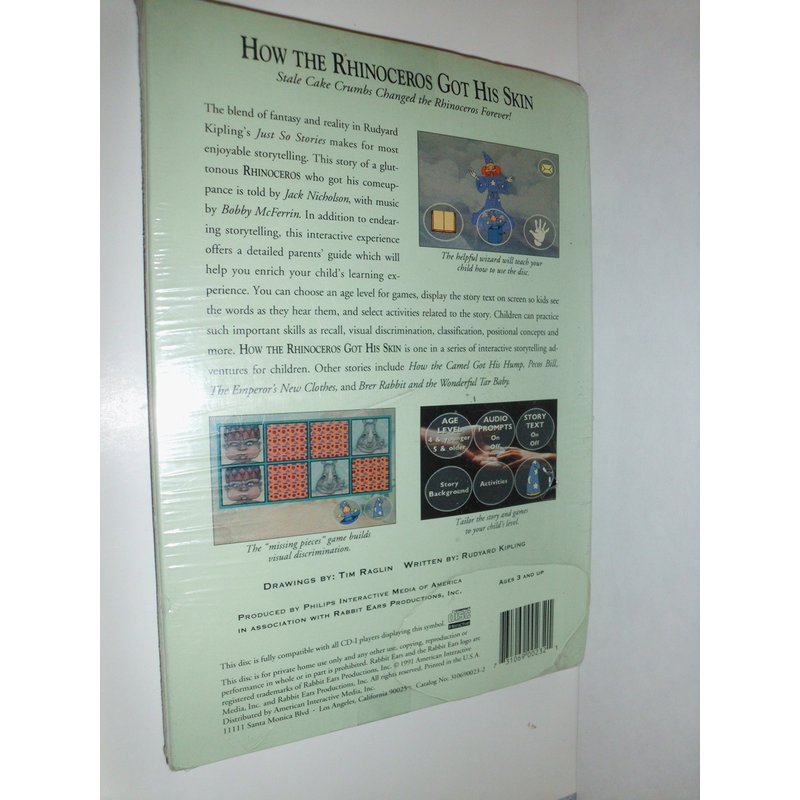 HOW THE RHINOCEROS GOT HIS SKIN
Stale Cake Crumbs Changed the Rhinoceros Forever!
The blend of fantasy and reality in Rudyard
Kipling's Just So Stories makes for most
enjoyable storytelling. This story of a glut-
tonous RHINOCEROS who got his comeup-
pance is told by Jack Nicholson, with music
by Bobby McFerrin. In addition to endear-
ing storytelling, this interactive experience
offers a detailed parents' guide which will
help you enrich your child's learning ex-
perience. You can choose an age level for games, display the story text on screen so kids see
the words as they hear them, and select activities related to the story. Children can practice
such important skills as recall, visual discrimination, classification, positional concepts and
more. HOW THE RHINOCEROS GOT HIS SKIN is one in a series of interactive storytelling ad-
ventures for children. Other stories include How the Camel Got His Hump, Pecos Bill,
The Emperor's New Clothes, and Brer Rabbit and the Wonderful Tar Baby.
The helpful wizard will teach your
child how to use the disc.
AGE
LEVEL
4 & younger
5 & older
AUDIO
PROMPTS
On
Off
STORY
TEXT
On
Off
Story
Background
Activities
The "missing pieces" game builds
visual discrimination.
Tailor the story and games
to your child's level.
DRAWINGS BY: TIM RAGLIN WRITTEN BY: RUDYARD KIPLING
PRODUCED BY PHILIPS INTERACTIVE MEDIA OF AMERICA
IN ASSOCIATION WITH RABBIT EARS PRODUCTIONS, INC.
AGES 3 AND UP
This disc is fully compatible with all CD-I players displaying this symbol.
This disc is for private home use only and any other use, copying, reproduction or
performance in whole or in part is prohibited. Rabbit Ears and the Rabbit Ears logo are
registered trademarks of Rabbit Ears Productions, Inc. © 1991 American Interactive
Media, Inc. and Rabbit Ears Productions, Inc. All rights reserved. Printed in the U.S.A.
Distributed by American Interactive Media, Inc.
11111 Santa Monica Blvd · Los Angeles, California 90025 Catalog No: 310690023-2
7 31069 00232 1